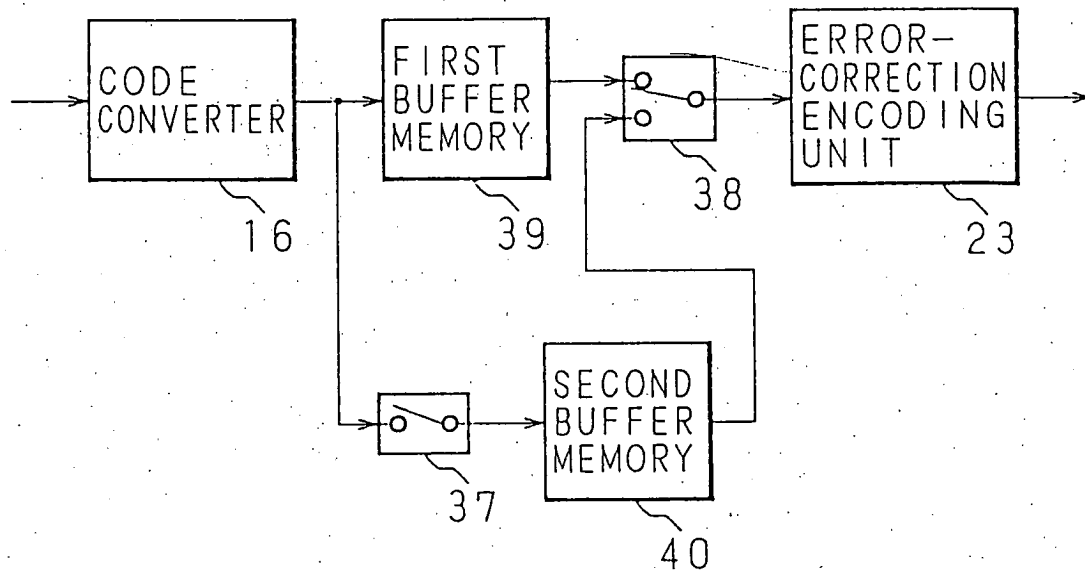 CODE
CONVERTER
16
FIRST
BUFFER
MEMORY
39
38
ERROR-
CORRECTION
ENCODING
UNIT
23
37
SECOND
BUFFER
MEMORY
40